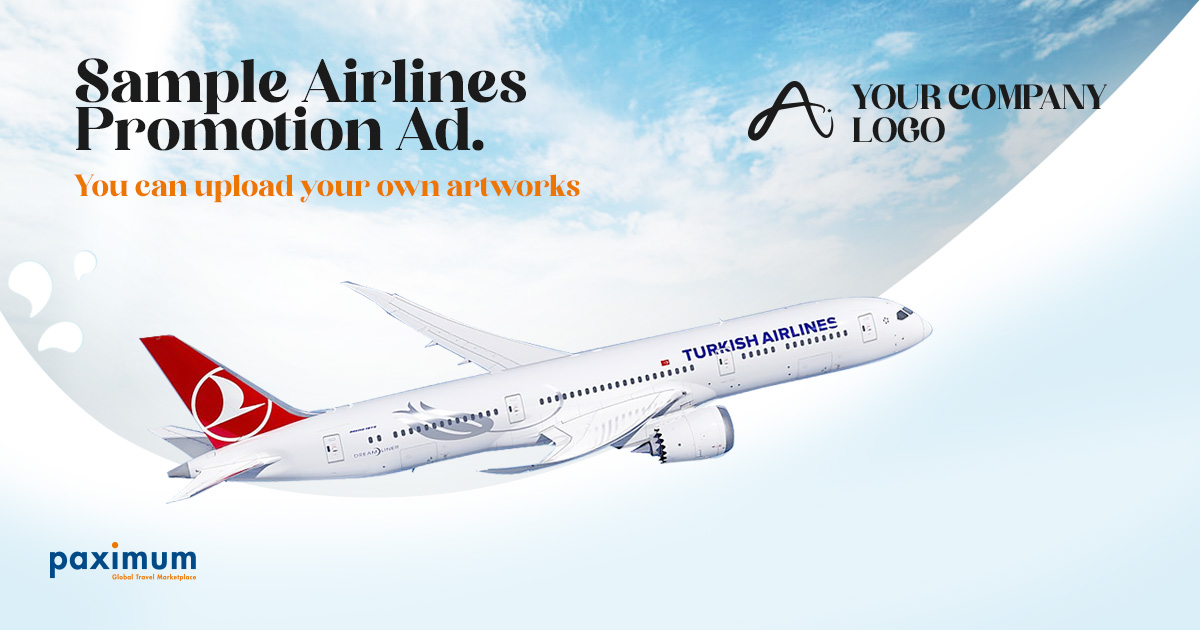 Sample Airlines
Promotion Ad.
You can upload your own artworks
YOUR COMPANY
LOGO
TURKISH AIRLINES
DREAMLINER
paximum
Global Travel Marketplace